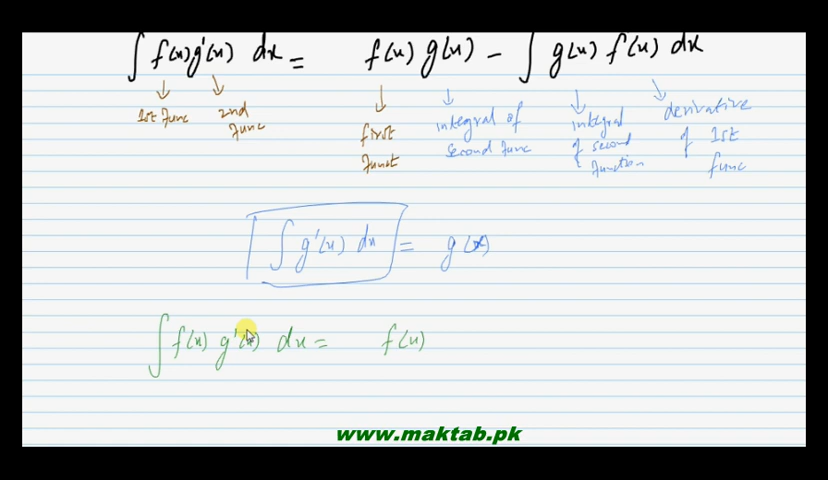 ∫ f(x)g'(x) dx = f(x) g(x) - ∫ g(x) f'(x) dx
1st Func 2nd Func first Funct integral of second Func integral of second Function derivative of 1st func
∫ g'(x) dx = g(x)
∫ f(x) g'(x) dx = f(x)
www.maktab.pk